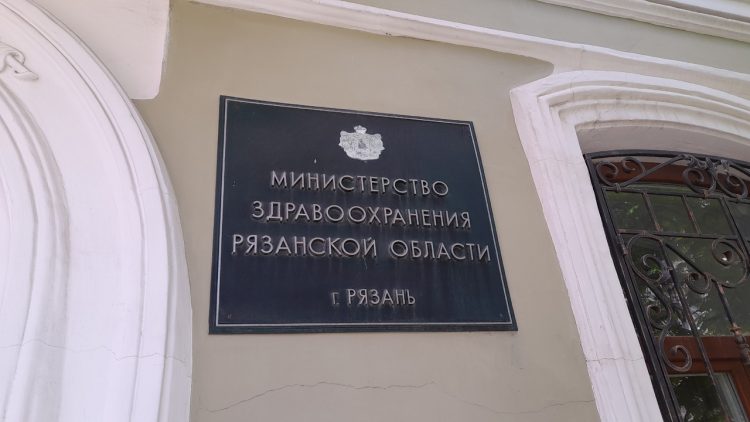 МИНИСТЕРСТВО
ЗДРАВООХРАНЕНИЯ
РЯЗАНСКОЙ ОБЛАСТИ
г. РЯЗАНЬ